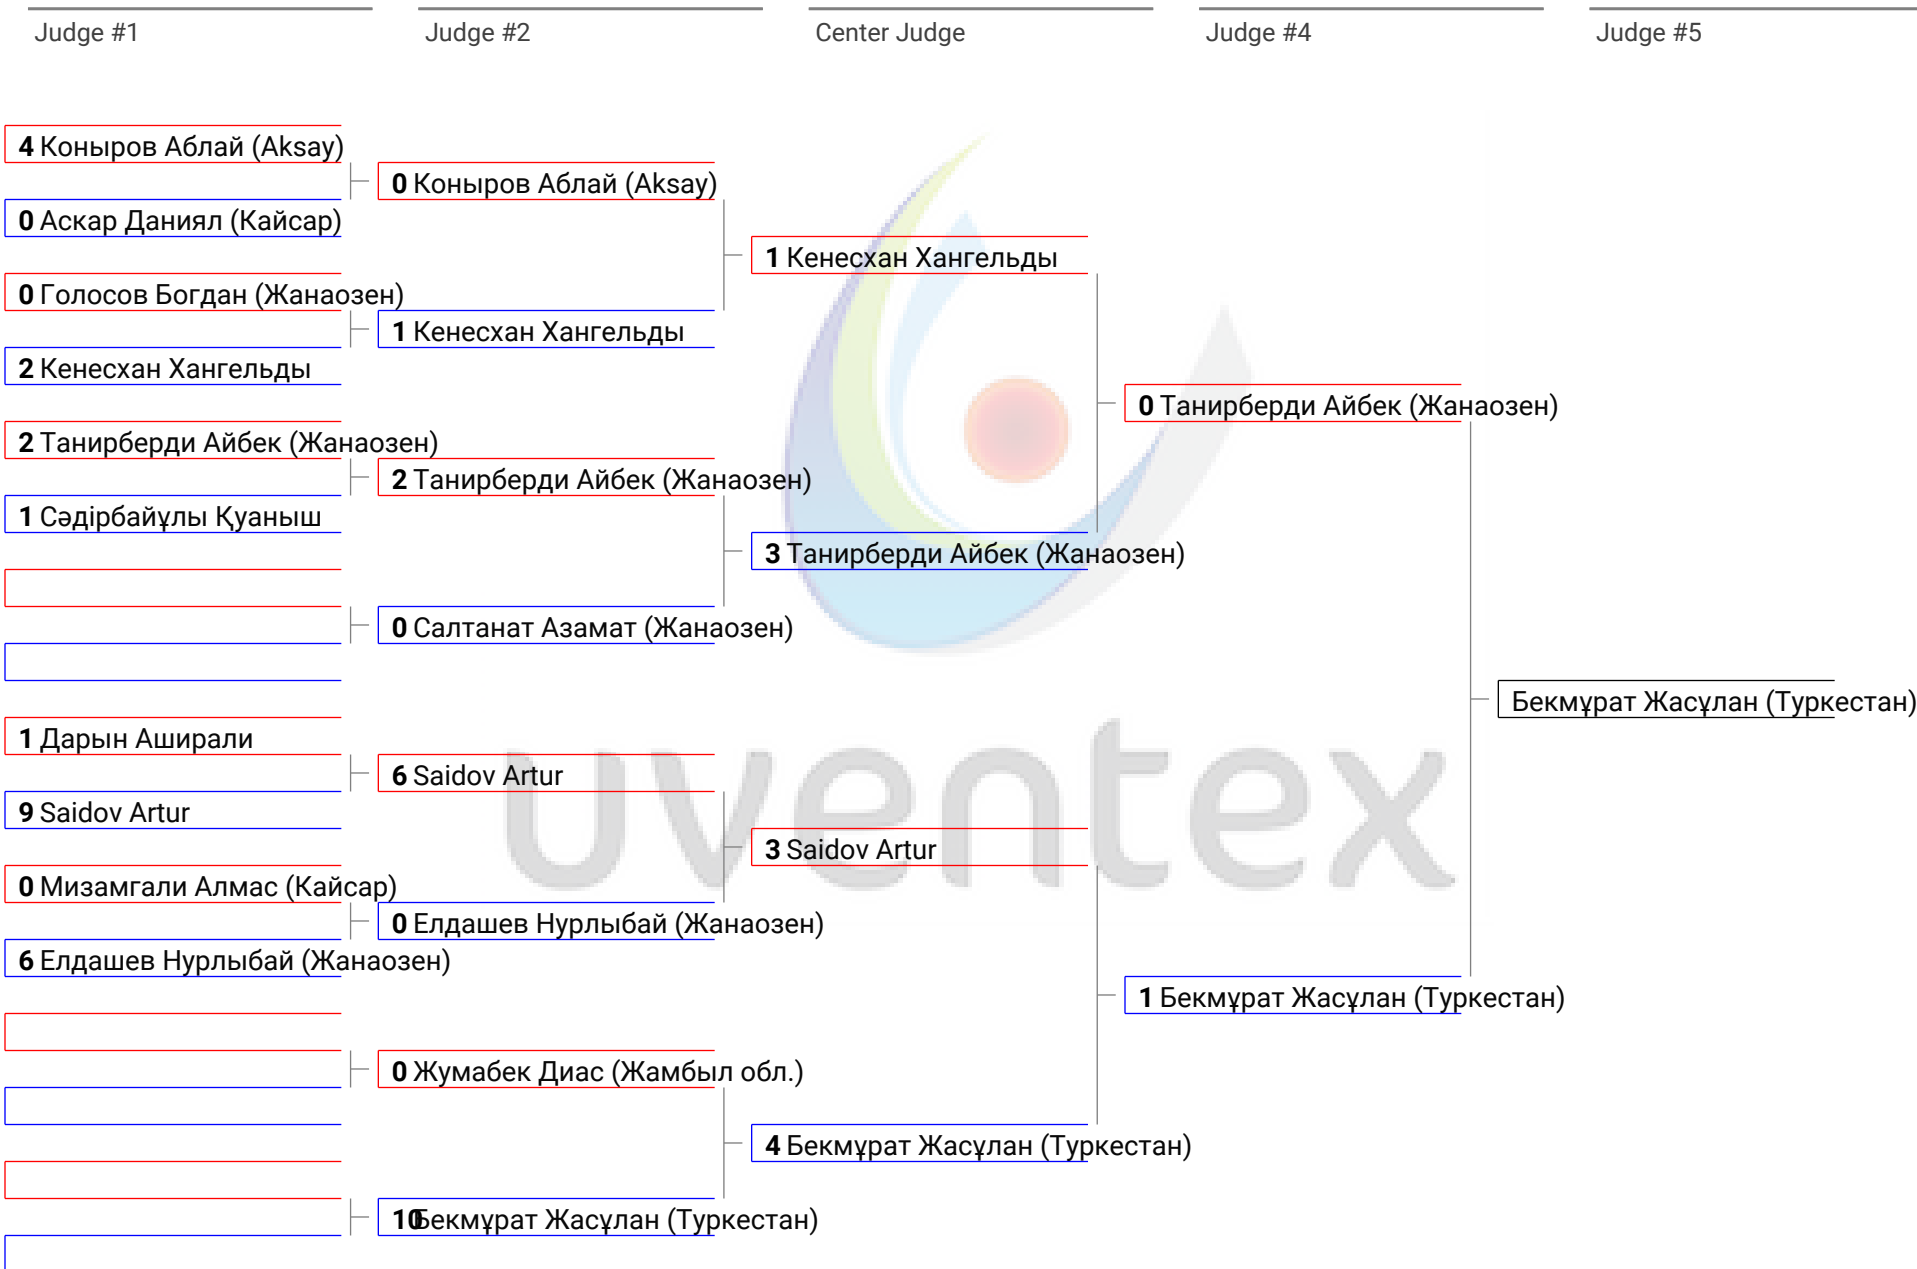 Judge #1
Judge #2
Center Judge
Judge #4
Judge #5
4 Коныров Аблай (Aksay)
0 Коныров Аблай (Aksay)
0 Аскар Даниял (Кайсар)
1 Кенесхан Хангельды
0 Голосов Богдан (Жанаозен)
1 Кенесхан Хангельды
2 Кенесхан Хангельды
0 Танирберди Айбек (Жанаозен)
2 Танирберди Айбек (Жанаозен)
2 Танирберди Айбек (Жанаозен)
1 Сәдірбайұлы Қуаныш
3 Танирберди Айбек (Жанаозен)
0 Салтанат Азамат (Жанаозен)
Бекмұрат Жасұлан (Туркестан)
1 Дарын Аширали
6 Saidov Artur
9 Saidov Artur
3 Saidov Artur
0 Мизамгали Алмас (Кайсар)
0 Елдашев Нурлыбай (Жанаозен)
6 Елдашев Нурлыбай (Жанаозен)
1 Бекмұрат Жасұлан (Туркестан)
0 Жумабек Диас (Жамбыл обл.)
4 Бекмұрат Жасұлан (Туркестан)
10 Бекмұрат Жасұлан (Туркестан)
uventex